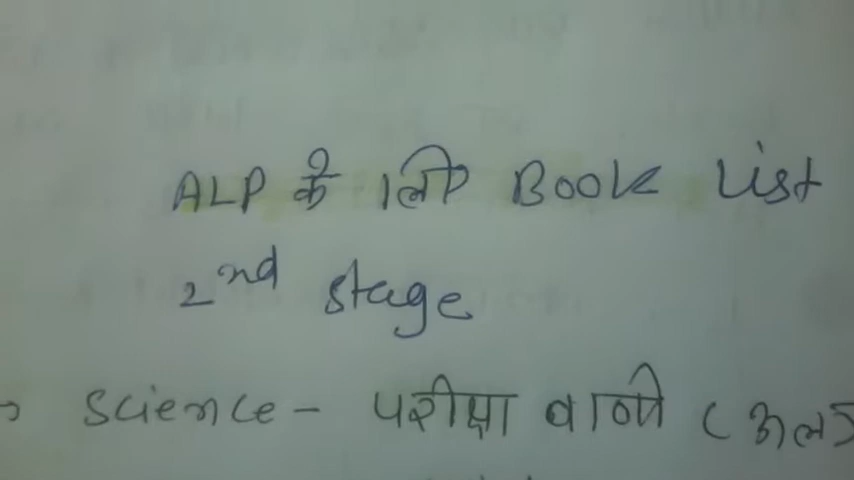 ALP के लिए Book List
2nd stage
→ Science - परीक्षा वाणी (